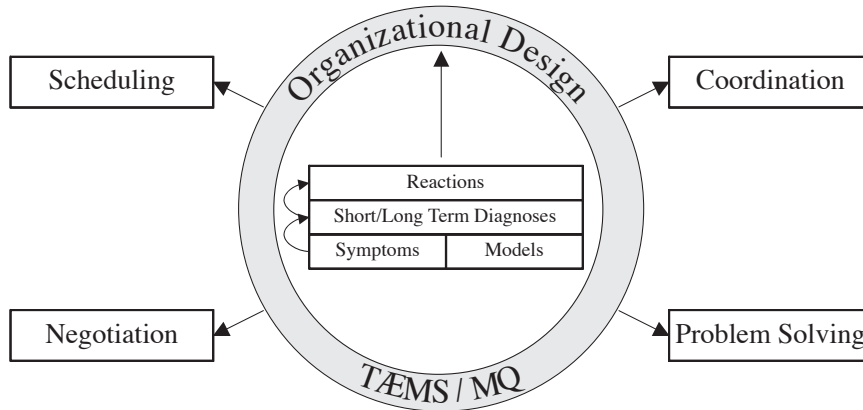 Organizational Design
Scheduling
Coordination
Reactions
Short/Long Term Diagnoses
Symptoms
Models
Negotiation
Problem Solving
TÆMS / MQ